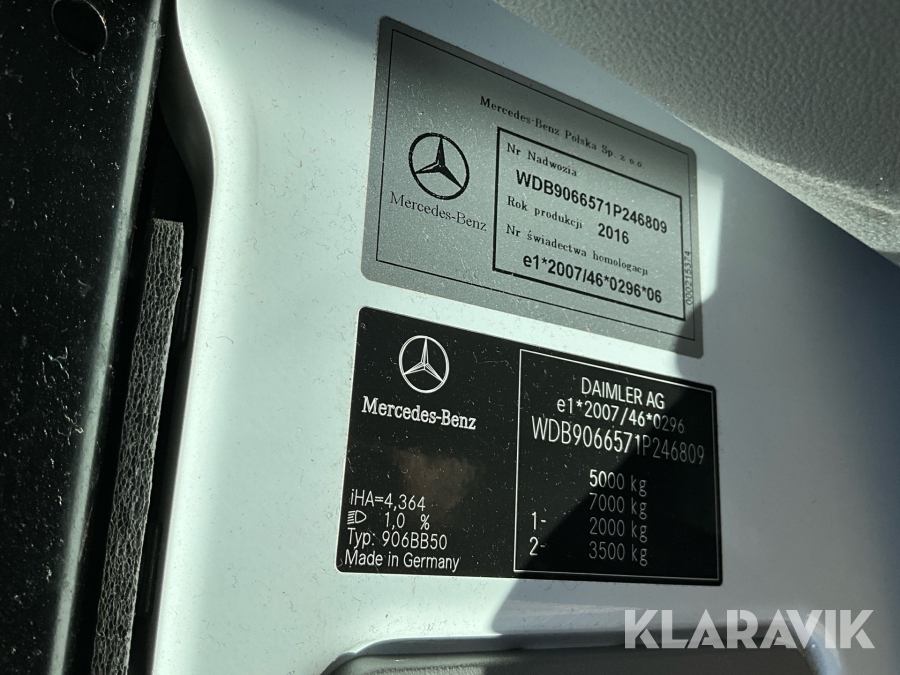 Mercedes-Benz Polska Sp. z o.o.
Mercedes-Benz
Nr Nadwozia
WDB9066571P246809
Rok produkcji 2016
Nr świadectwa homologacji
e1*2007/46*0296*06
000215374
Mercedes-Benz
iHA=4,364
1,0 %
Typ: 906BB50
Made in Germany
DAIMLER AG
e1*2007/46*0296
WDB9066571P246809
5000 kg
7000 kg
1- 2000 kg
2- 3500 kg
KLARAVIK